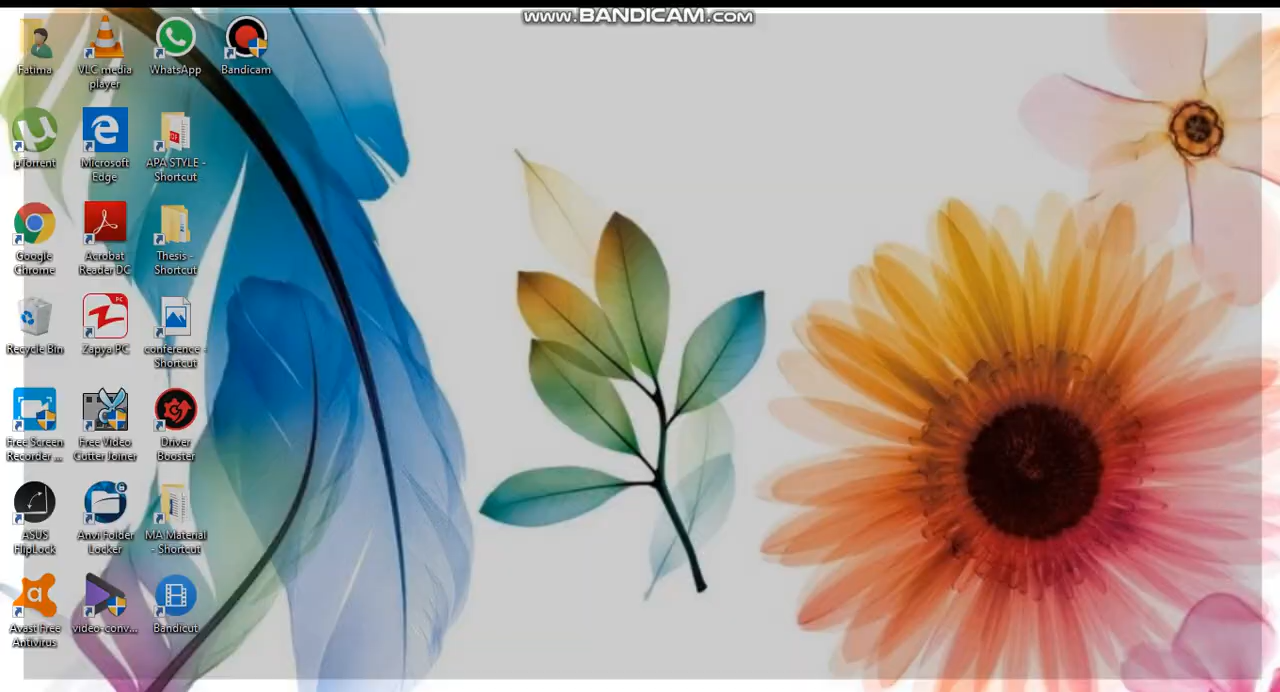 www.BANDICAM.com
Fatima
VLC media
player
WhatsApp
Bandicam
µTorrent
Microsoft
Edge
APA STYLE -
Shortcut
Google
Chrome
Acrobat
Reader DC
Thesis -
Shortcut
Recycle Bin
Zapya PC
conference -
Shortcut
Free Screen
Recorder ...
Free Video
Cutter Joiner
Driver
Booster
ASUS
FlipLock
Anvi Folder
Locker
MA Material
- Shortcut
Avast Free
Antivirus
video-conv...
Bandicut